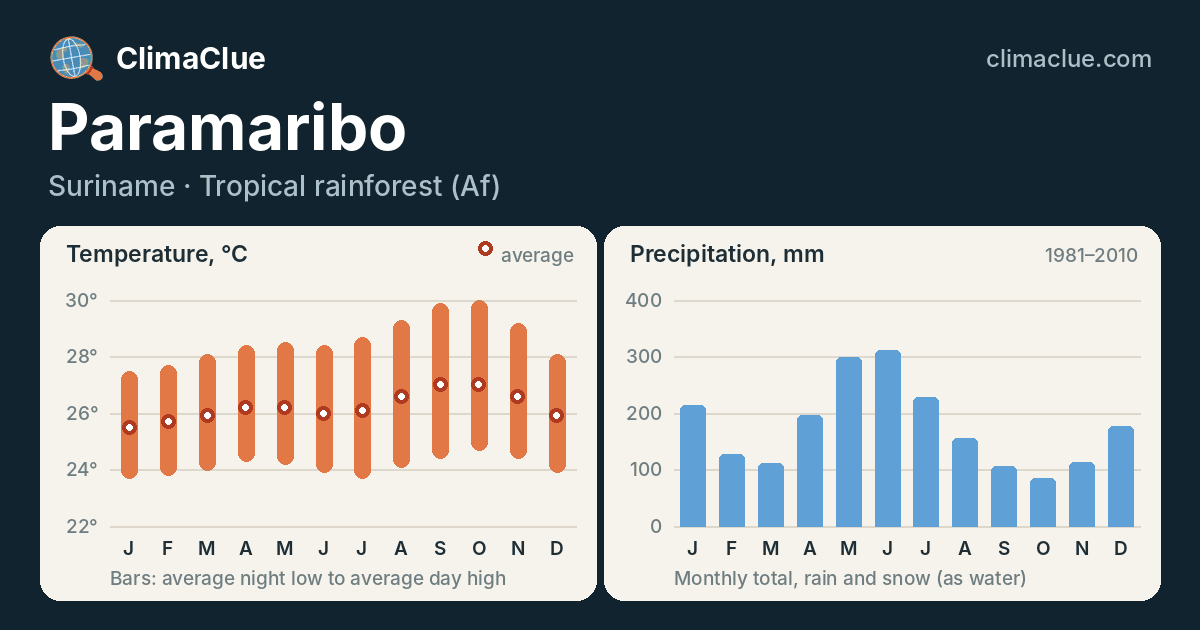 ClimaClue
climaclue.com
Paramaribo
Suriname · Tropical rainforest (Af)
Temperature, °C
average
30°
28°
26°
24°
22°
J F M A M J J A S O N D
Bars: average night low to average day high
Precipitation, mm
1981–2010
400
300
200
100
0
J F M A M J J A S O N D
Monthly total, rain and snow (as water)